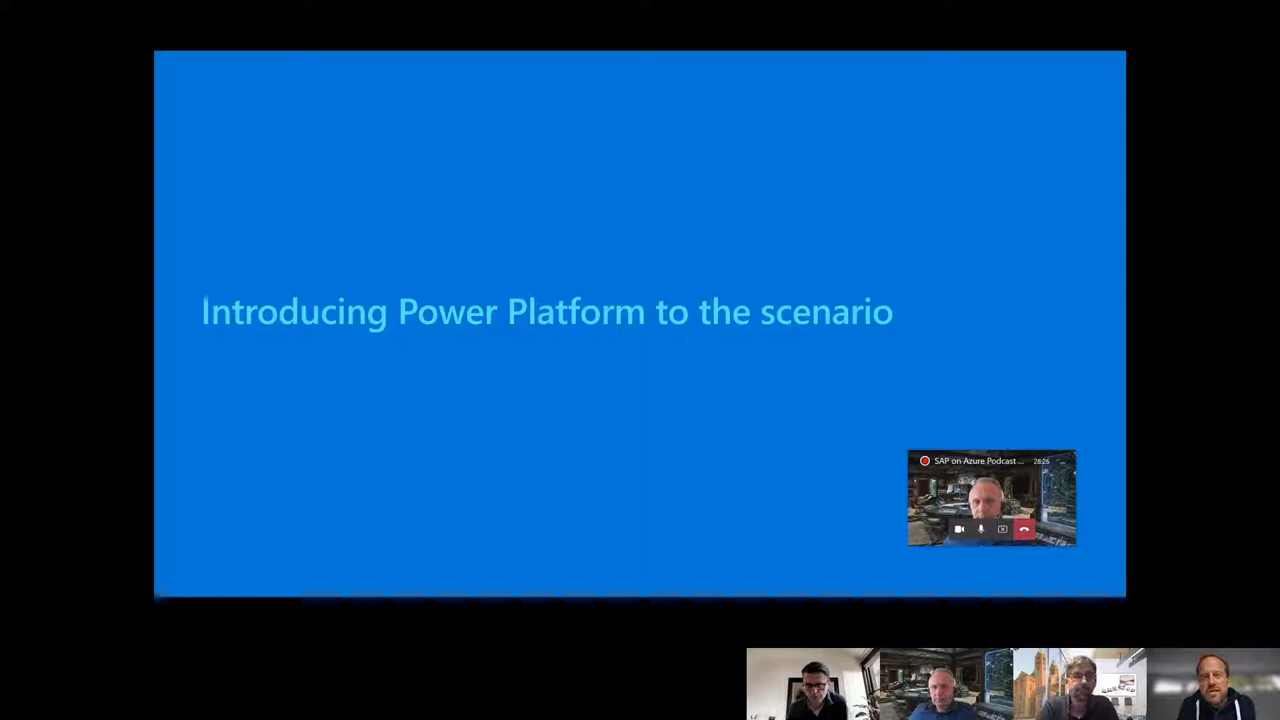 Introducing Power Platform to the scenario
SAP on Azure Podcast ... 28:26